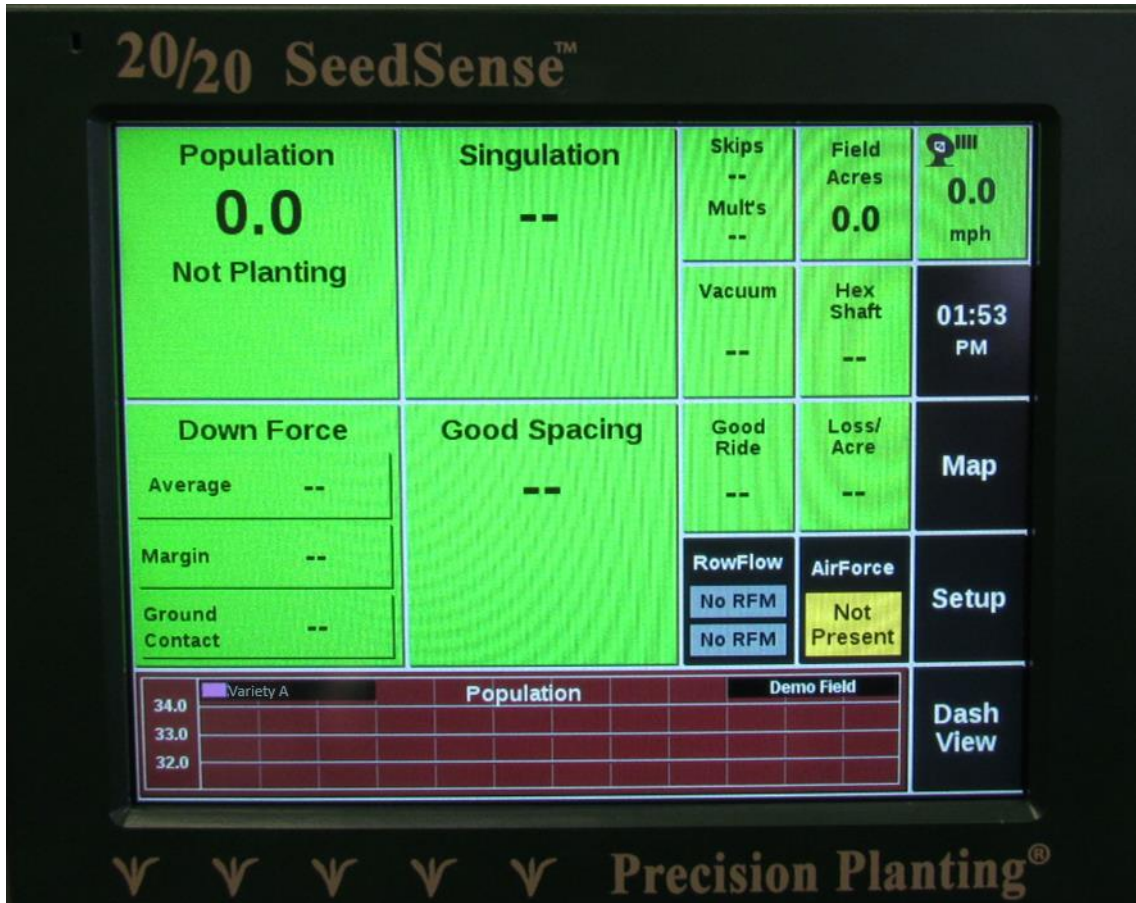 20/20 SeedSense™
Population
0.0
Not Planting
Singulation
--
Skips
--
Mult's
--
Field
Acres
0.0
0.0
mph
Vacuum
--
Hex
Shaft
--
01:53
PM
Down Force
Average --
Margin --
Ground
Contact --
Good Spacing
--
Good
Ride
--
Loss/
Acre
--
Map
RowFlow
No RFM
No RFM
AirForce
Not
Present
Setup
Variety A
Population
Demo Field
34.0
33.0
32.0
Dash
View
Precision Planting®